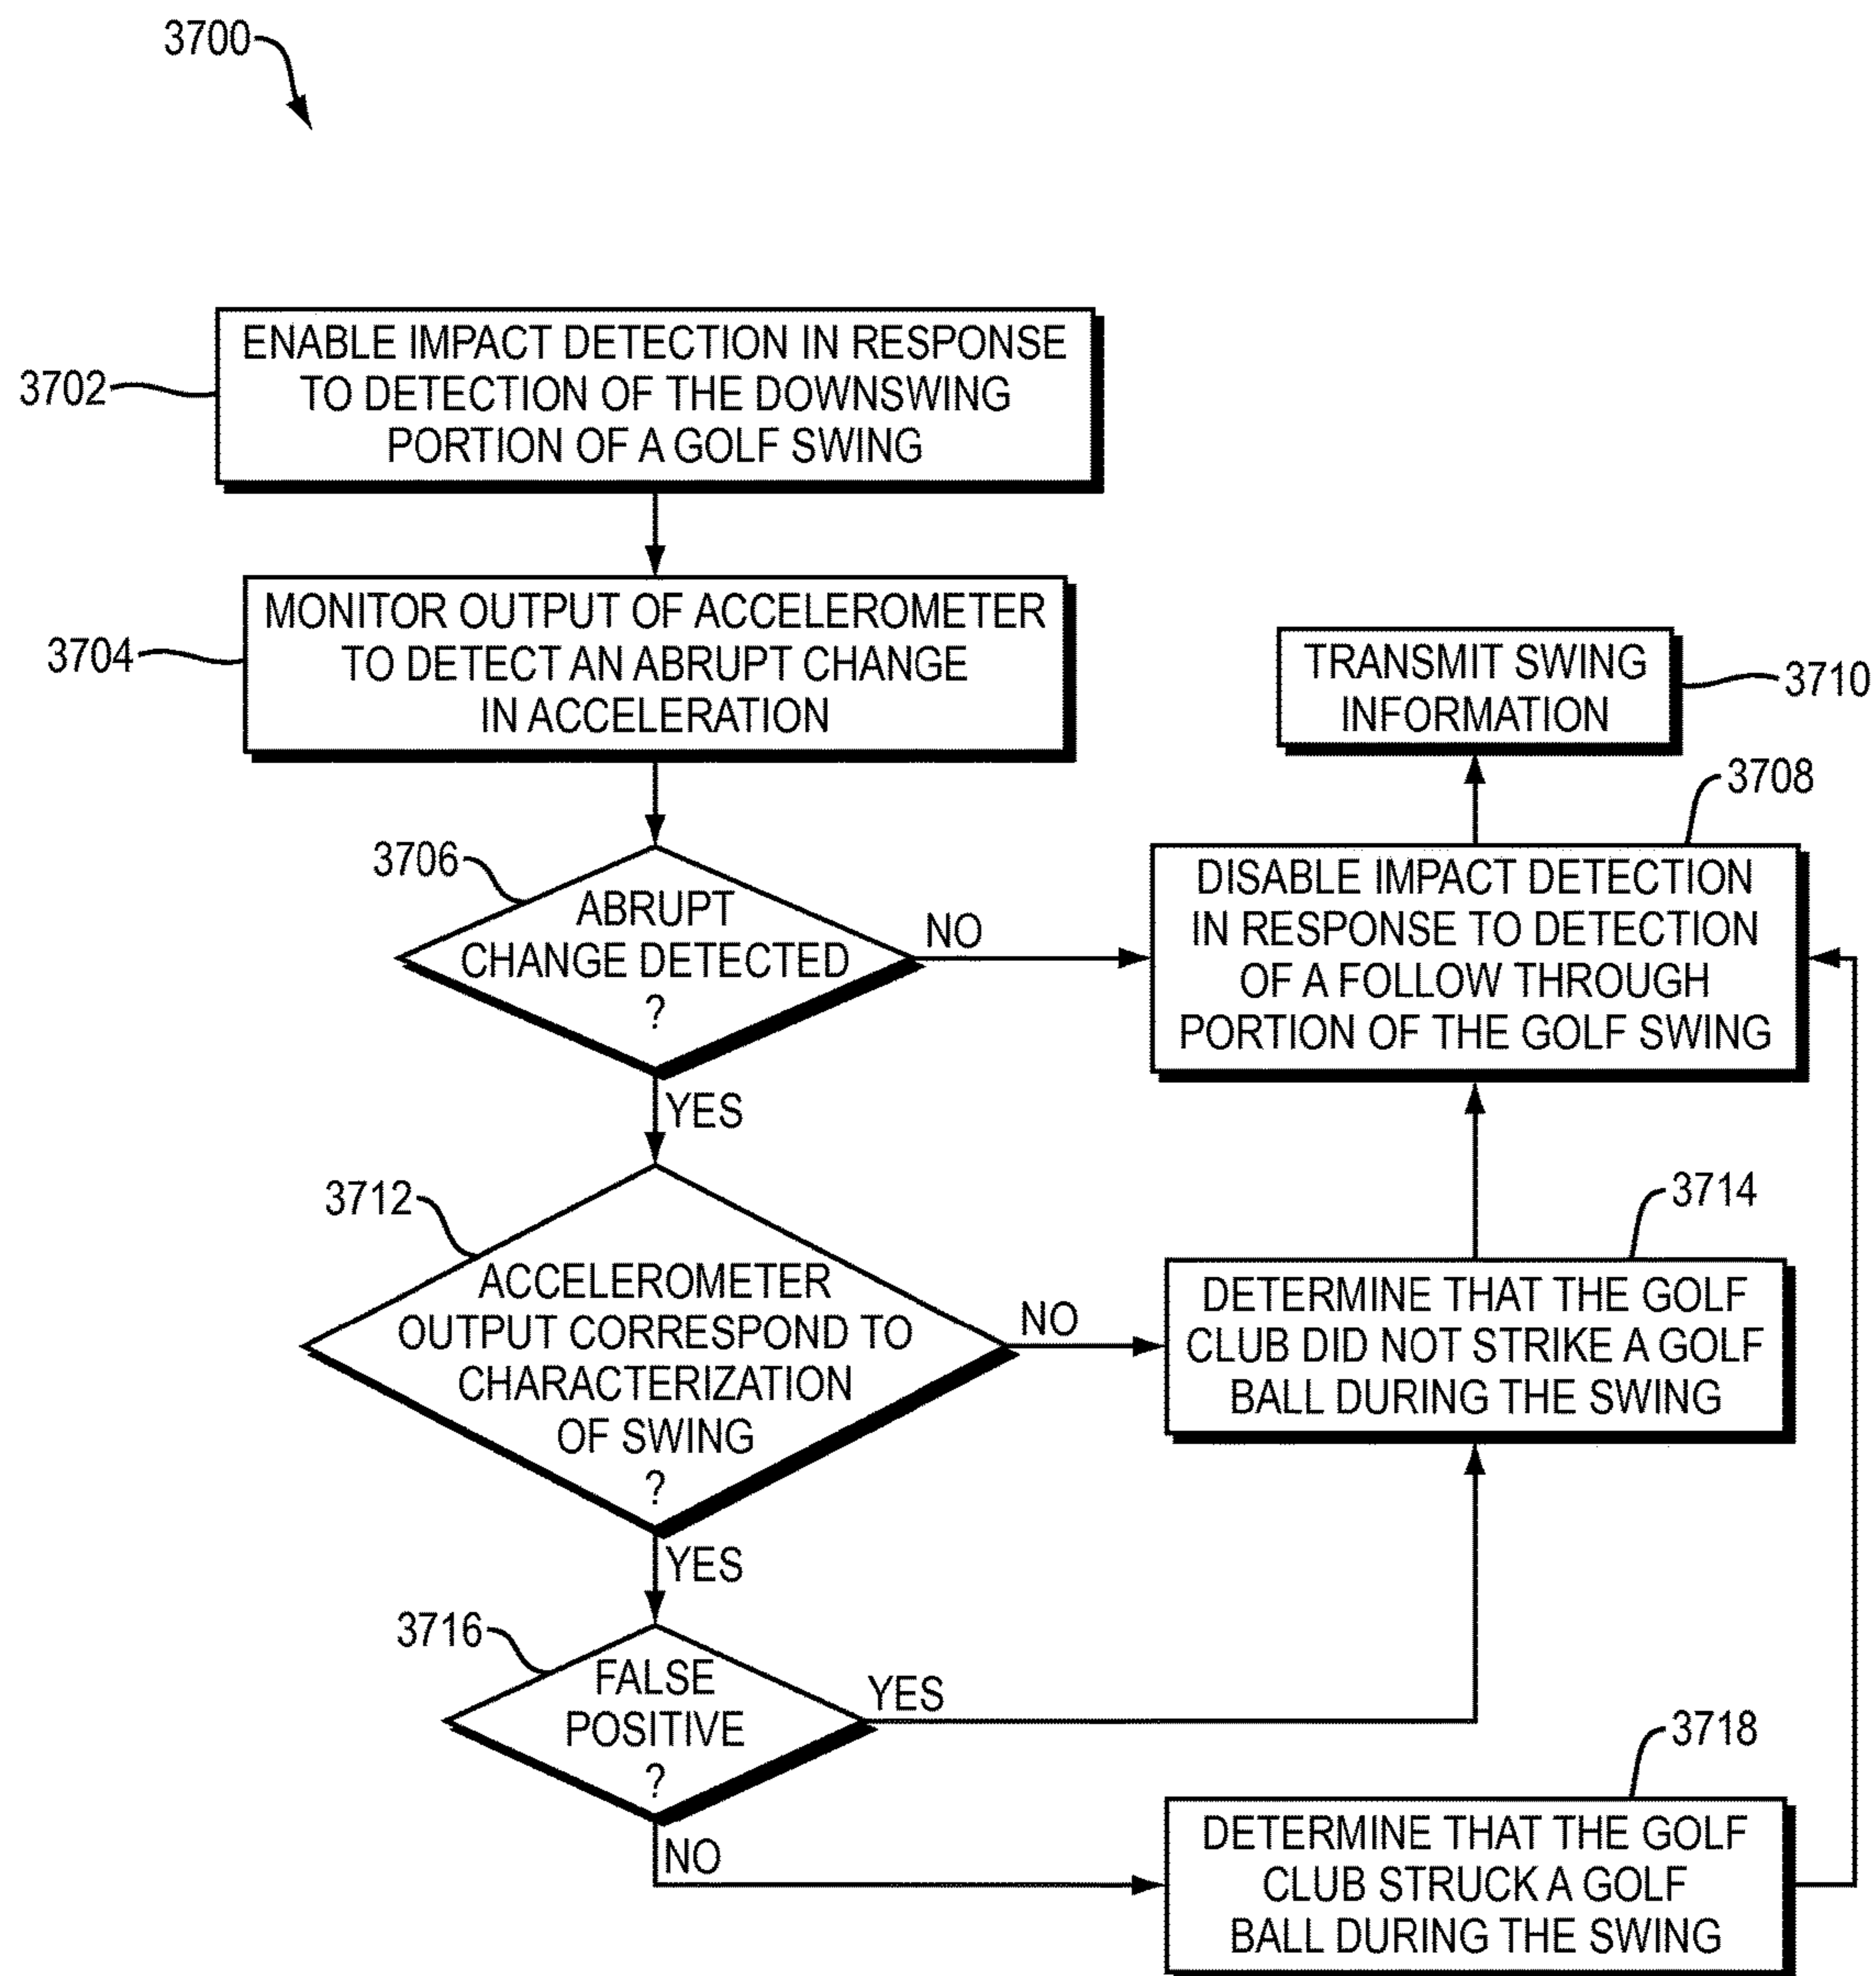 3700
3702
ENABLE IMPACT DETECTION IN RESPONSE
TO DETECTION OF THE DOWNSWING
PORTION OF A GOLF SWING
3704
MONITOR OUTPUT OF ACCELEROMETER
TO DETECT AN ABRUPT CHANGE
IN ACCELERATION
TRANSMIT SWING
INFORMATION
3710
3706
ABRUPT
CHANGE DETECTED
?
NO
YES
3708
DISABLE IMPACT DETECTION
IN RESPONSE TO DETECTION
OF A FOLLOW THROUGH
PORTION OF THE GOLF SWING
3712
ACCELEROMETER
OUTPUT CORRESPOND TO
CHARACTERIZATION
OF SWING
?
NO
YES
3714
DETERMINE THAT THE GOLF
CLUB DID NOT STRIKE A GOLF
BALL DURING THE SWING
3716
FALSE
POSITIVE
?
YES
NO
3718
DETERMINE THAT THE GOLF
CLUB STRUCK A GOLF
BALL DURING THE SWING